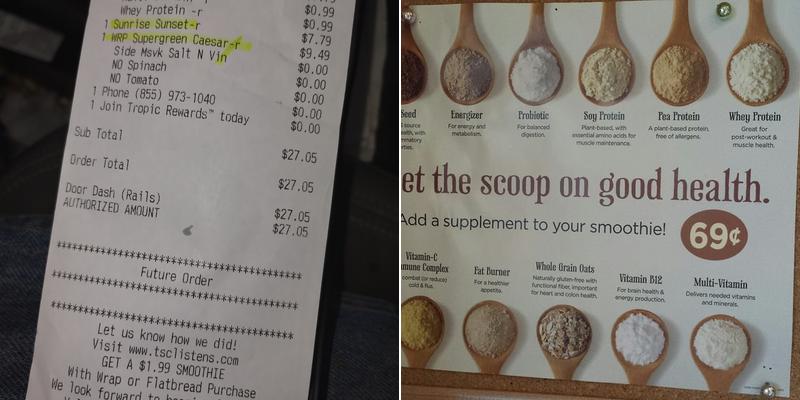 Whey Protein -r
$0.99
1 Sunrise Sunset-r
$0.99
1 WRP Supergreen Caesar-r
$7.79
Side Msvk Salt N Vin
$9.49
NO Spinach
$0.00
NO Tomato
$0.00
1 Phone (855) 973-1040
$0.00
1 Join Tropic Rewards™ today
$0.00
$0.00
Sub Total
$27.05
Order Total
$27.05
Door Dash (Rails)
$27.05
AUTHORIZED AMOUNT
$27.05
****************************************
Future Order
****************************************
****************************************
Let us know how we did!
Visit www.tsclistens.com
GET A $1.99 SMOOTHIE
With Wrap or Flatbread Purchase
We look forward to
Seed
source
health, with
Energizer
For energy and
metabolism.
Probiotic
For balanced
digestion.
Soy Protein
Plant-based, with
essential amino acids for
muscle maintenance.
Pea Protein
A plant-based protein,
free of allergens.
Whey Protein
Great for
post-workout &
muscle health.
et the scoop on good health.
Add a supplement to your smoothie!
69¢
Vitamin-C
mune Complex
combat (or reduce)
cold & flus.
Fat Burner
For a healthier
appetite.
Whole Grain Oats
Naturally gluten-free with
functional fiber, important
for heart and colon health.
Vitamin B12
For brain health &
energy production.
Multi-Vitamin
Delivers needed vitamins
and minerals.